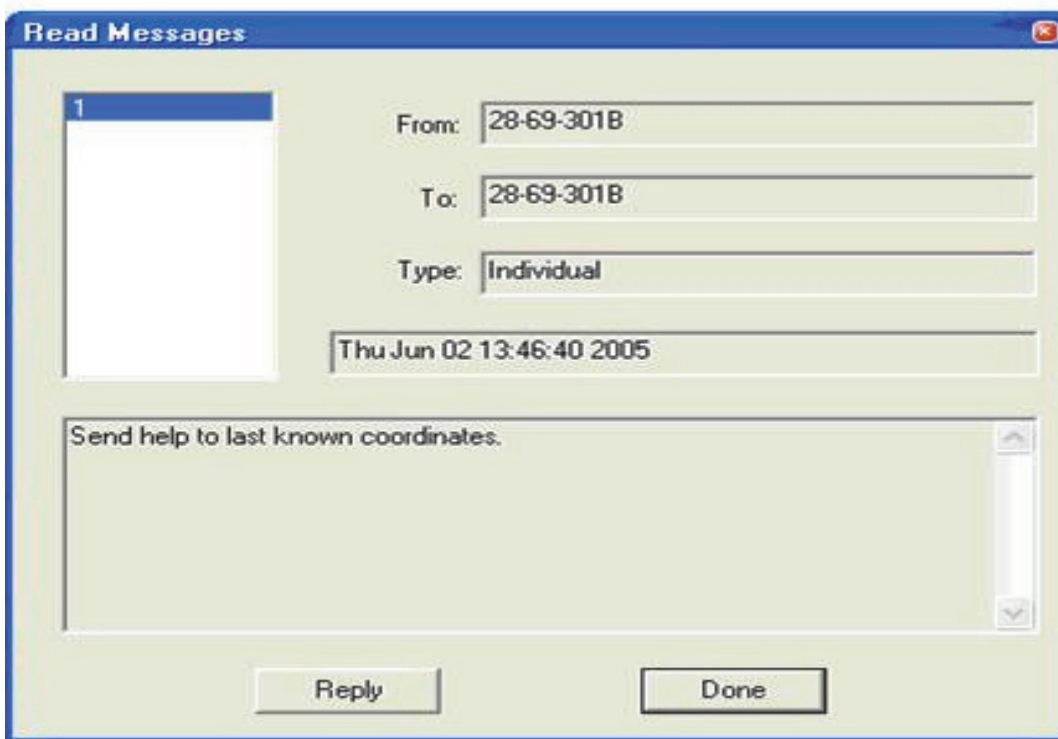 Read Messages
1
From: 28-69-301B
To: 28-69-301B
Type: Individual
Thu Jun 02 13:46:40 2005
Send help to last known coordinates.
Reply Done